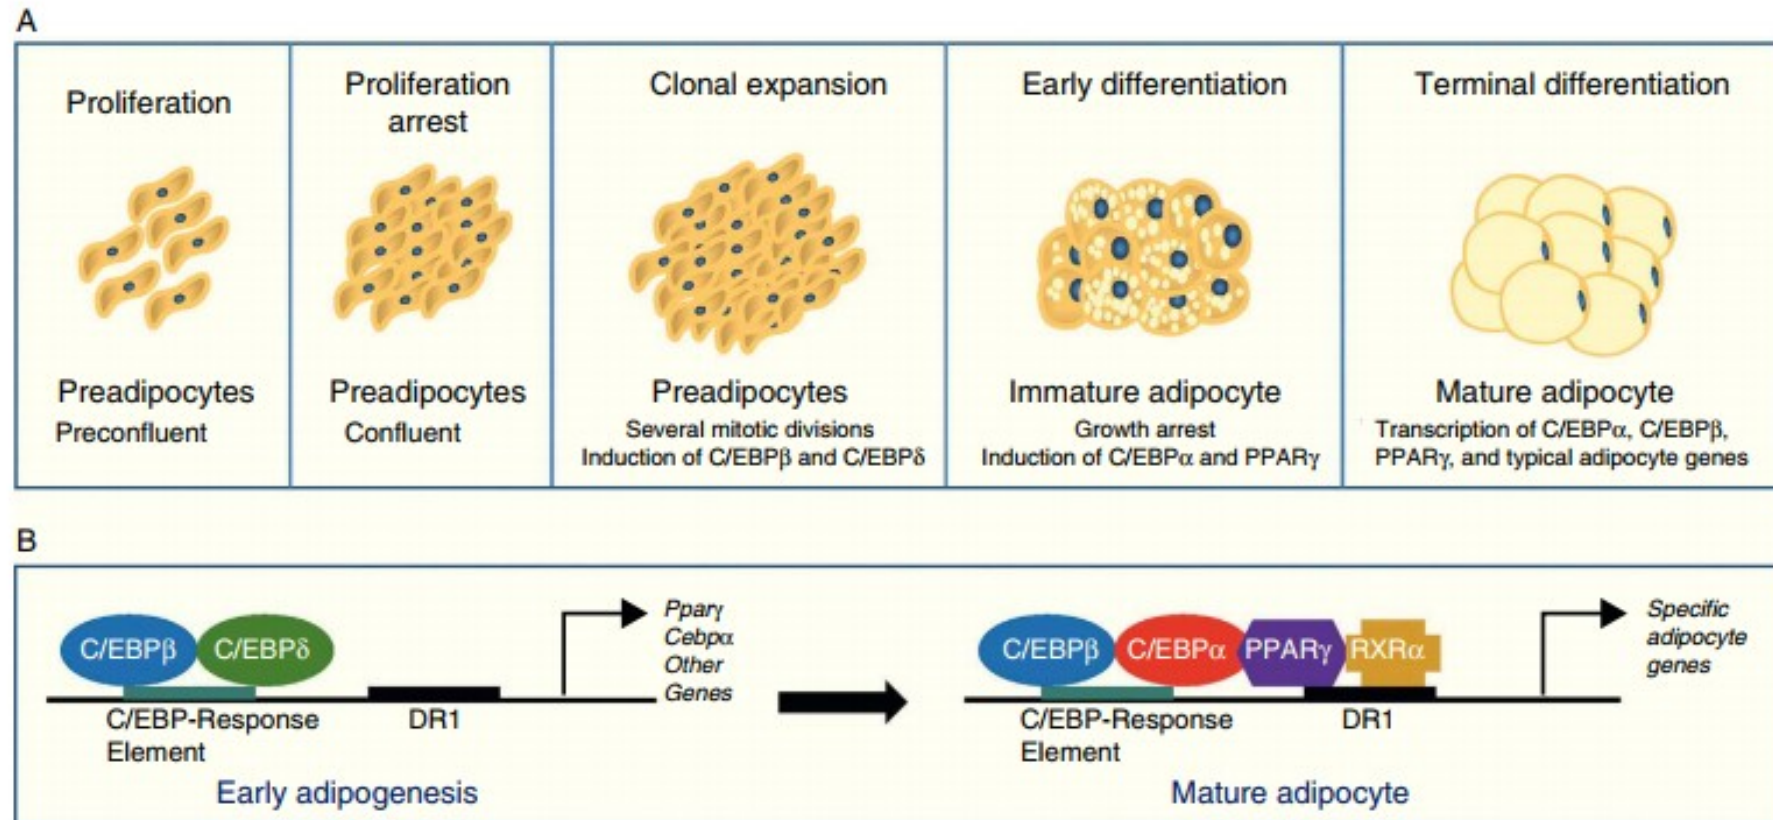 A
Proliferation
Preadipocytes
Preconfluent
Proliferation
arrest
Preadipocytes
Confluent
Clonal expansion
Preadipocytes
Several mitotic divisions
Induction of C/EBPβ and C/EBPδ
Early differentiation
Immature adipocyte
Growth arrest
Induction of C/EBPα and PPARγ
Terminal differentiation
Mature adipocyte
Transcription of C/EBPα, C/EBPβ,
PPARγ, and typical adipocyte genes
B
C/EBPβ
C/EBPδ
Pparγ
Cebpα
Other
Genes
C/EBP-Response
Element
DR1
Early adipogenesis
C/EBPβ
C/EBPα
PPARγ
RXRα
Specific
adipocyte
genes
C/EBP-Response
Element
DR1
Mature adipocyte